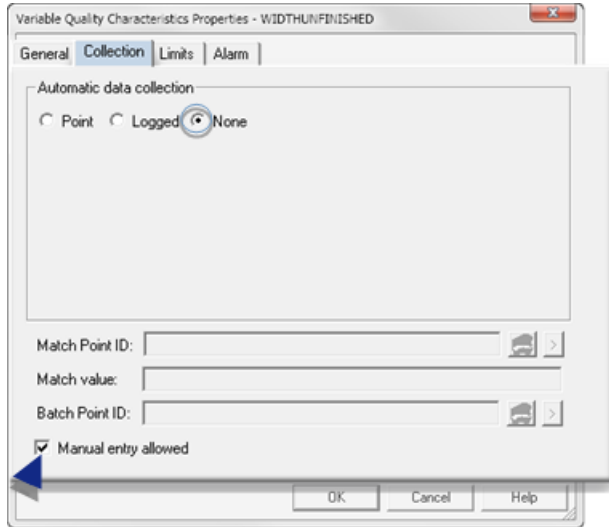 Variable Quality Characteristics Properties - WIDTHUNFINISHED
General Collection Limits Alarm
Automatic data collection
Point Logged None
Match Point ID: >
Match value:
Batch Point ID: >
Manual entry allowed
OK Cancel Help